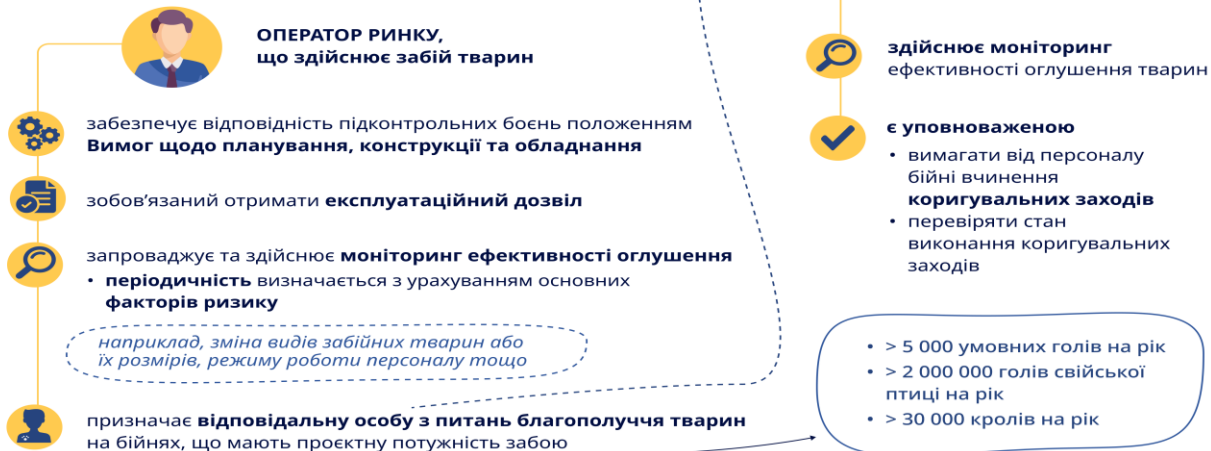 ОПЕРАТОР РИНКУ,
що здійснює забій тварин
забезпечує відповідність підконтрольних боєнь положенням
Вимог щодо планування, конструкції та обладнання
зобов’язаний отримати експлуатаційний дозвіл
запроваджує та здійснює моніторинг ефективності оглушення
• періодичність визначається з урахуванням основних
факторів ризику
наприклад, зміна видів забійних тварин або
їх розмірів, режиму роботи персоналу тощо
призначає відповідальну особу з питань благополуччя тварин
на бійнях, що мають проєктну потужність забою
здійснює моніторинг
ефективності оглушення тварин
є уповноваженою
• вимагати від персоналу
бійні вчинення
коригувальних заходів
• перевіряти стан
виконання коригувальних
заходів
• > 5 000 умовних голів на рік
• > 2 000 000 голів свійської
птиці на рік
• > 30 000 кролів на рік